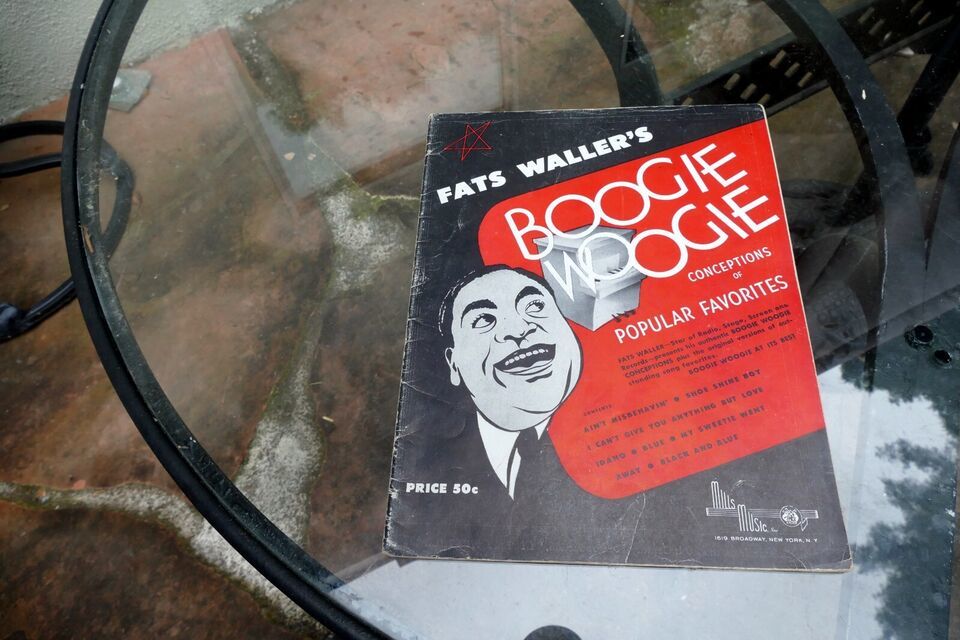 FATS WALLER'S
BOOGIE
WOOGIE
CONCEPTIONS
OF
POPULAR FAVORITES
FATS WALLER—Star of Radio, Stage, Screen and
Records—presents his authentic BOOGIE WOOGIE
CONCEPTIONS plus the original versions of out-
standing song favorites.
BOOGIE WOOGIE AT ITS BEST
CONTENTS
AIN'T MISBEHAVIN' • SHOE SHINE BOY
I CAN'T GIVE YOU ANYTHING BUT LOVE
IDAHO • BLUE • MY SWEETIE WENT
AWAY • BLACK AND BLUE
PRICE 50c
Mills
Music, Inc.
1619 BROADWAY, NEW YORK, N. Y.